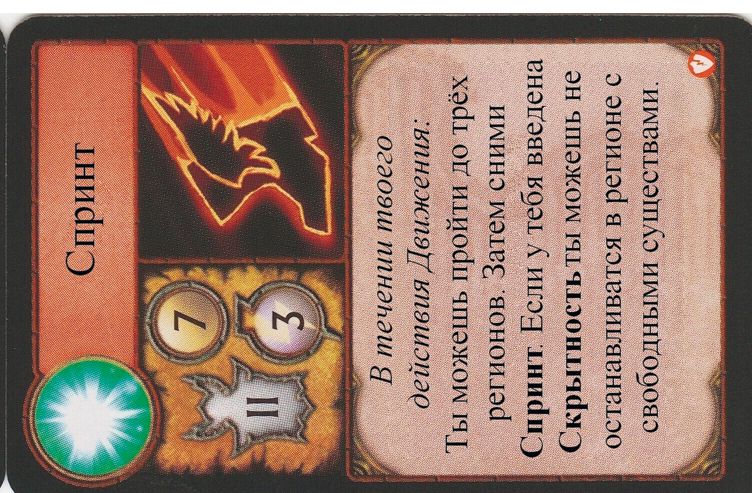 Спринт
7
II
3
В течении твоего
действия Движения:
Ты можешь пройти до трёх
регионов. Затем сними
Спринт. Если у тебя введена
Скрытность ты можешь не
останавливатся в регионе с
свободными существами.